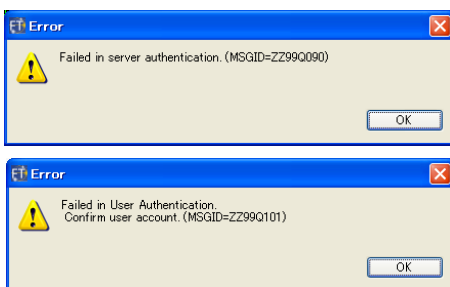 Error
Failed in server authentication.(MSGID=ZZ99Q090)
OK
Error
Failed in User Authentication.
Confirm user account.(MSGID=ZZ99Q101)
OK